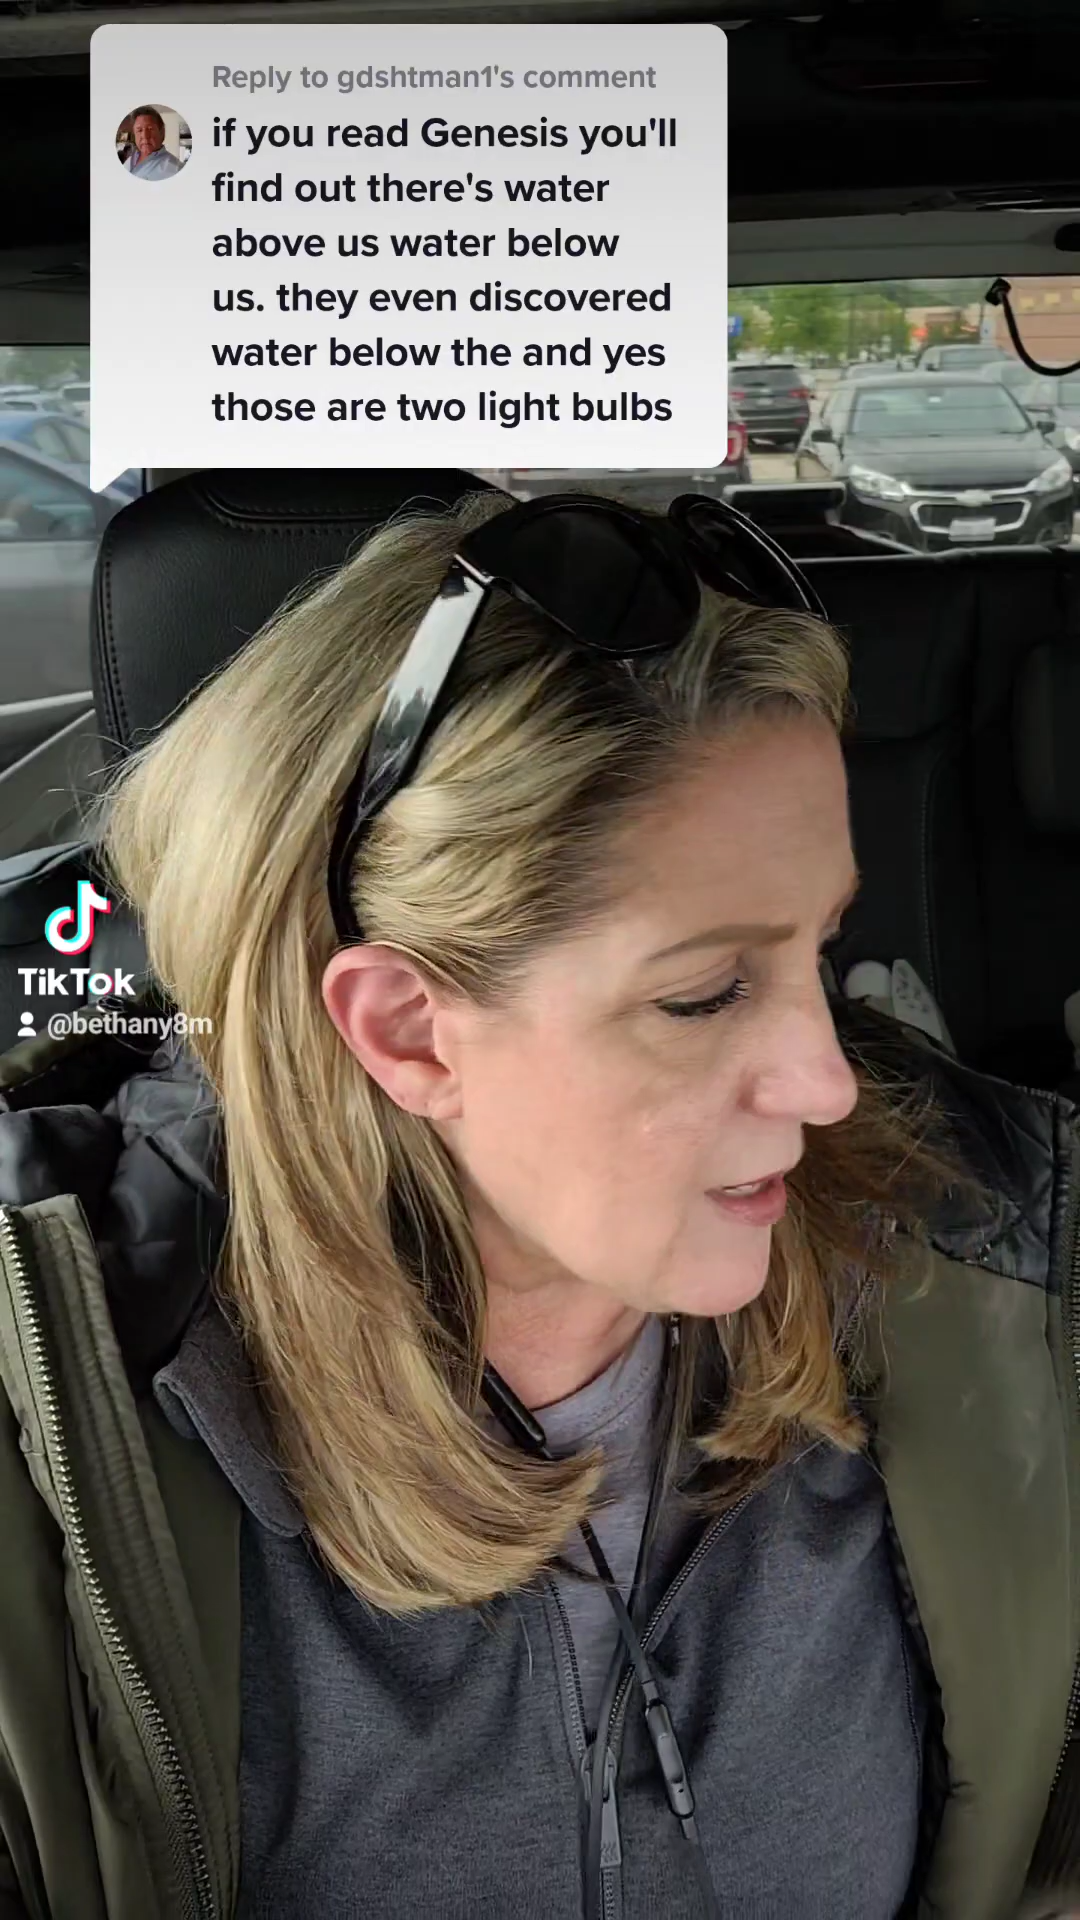 Reply to gdshtman1's comment
if you read Genesis you'll
find out there's water
above us water below
us. they even discovered
water below the and yes
those are two light bulbs
TikTok
@bethany8m